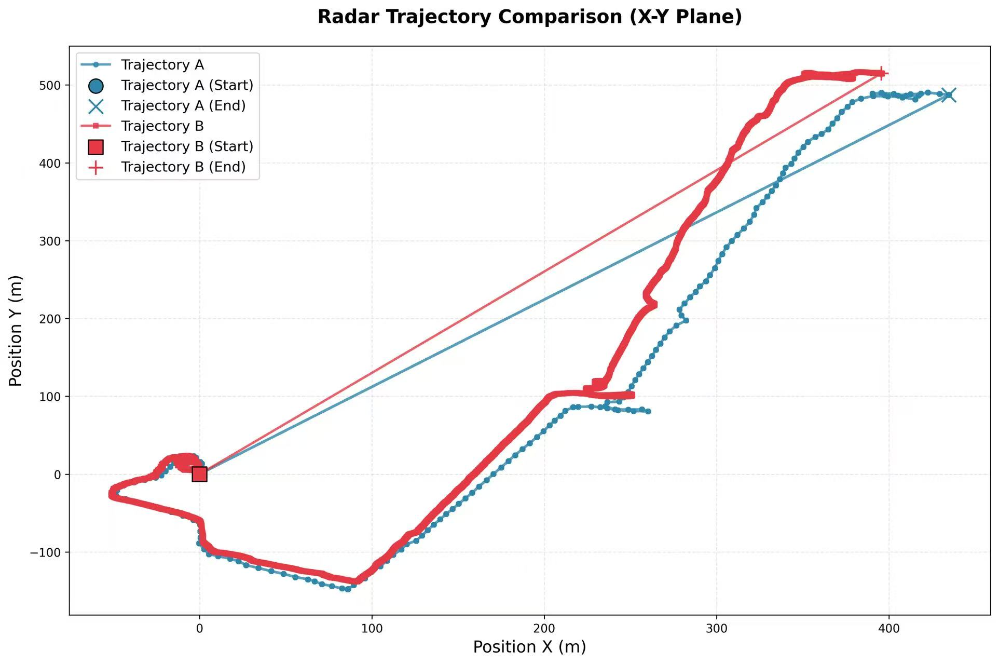 Radar Trajectory Comparison (X-Y Plane)
Trajectory A
Trajectory A (Start)
Trajectory A (End)
Trajectory B
Trajectory B (Start)
Trajectory B (End)
Position Y (m)
500
400
300
200
100
0
−100
0 100 200 300 400
Position X (m)